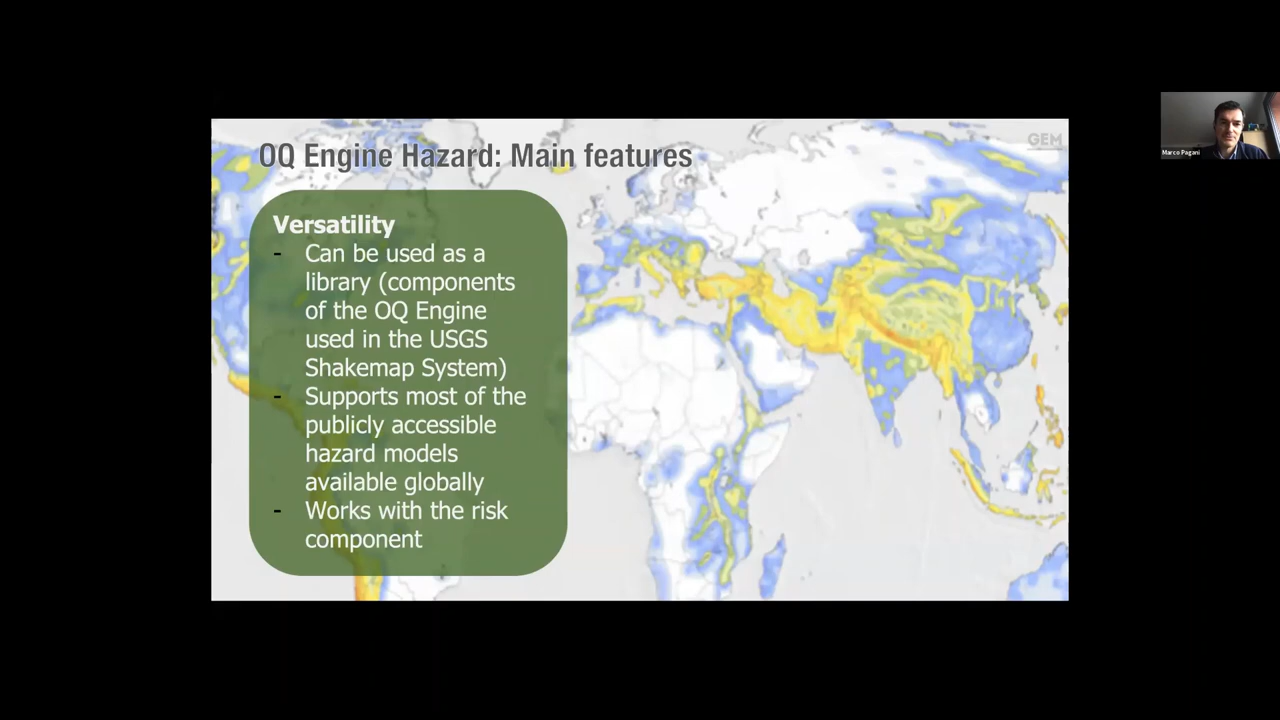 GEM
OQ Engine Hazard: Main features
Versatility
- Can be used as a
library (components
of the OQ Engine
used in the USGS
Shakemap System)
- Supports most of the
publicly accessible
hazard models
available globally
- Works with the risk
component
Marco Pagani